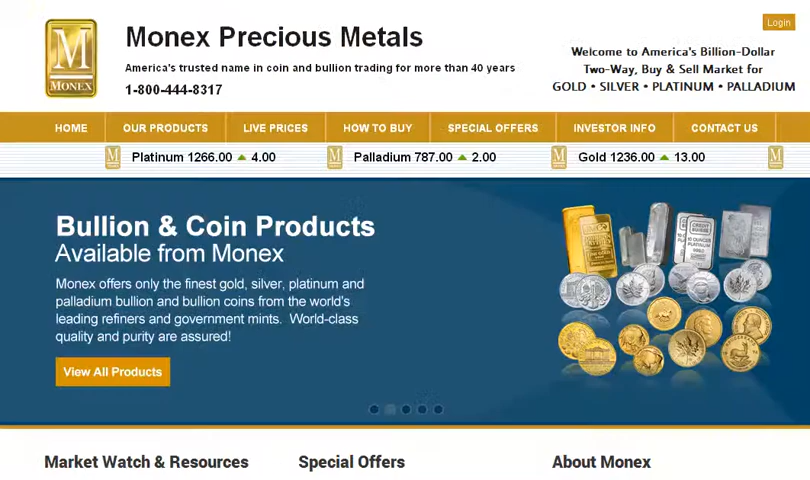 Login
M
MONEX
Monex Precious Metals
America's trusted name in coin and bullion trading for more than 40 years
1-800-444-8317
Welcome to America's Billion-Dollar
Two-Way, Buy & Sell Market for
GOLD • SILVER • PLATINUM • PALLADIUM
HOME OUR PRODUCTS LIVE PRICES HOW TO BUY SPECIAL OFFERS INVESTOR INFO CONTACT US
Platinum 1266.00 ▲ 4.00 Palladium 787.00 ▲ 2.00 Gold 1236.00 ▲ 13.00
Bullion & Coin Products
Available from Monex
Monex offers only the finest gold, silver, platinum and
palladium bullion and bullion coins from the world's
leading refiners and government mints. World-class
quality and purity are assured!
View All Products
CREDIT
SUISSE
Market Watch & Resources Special Offers About Monex